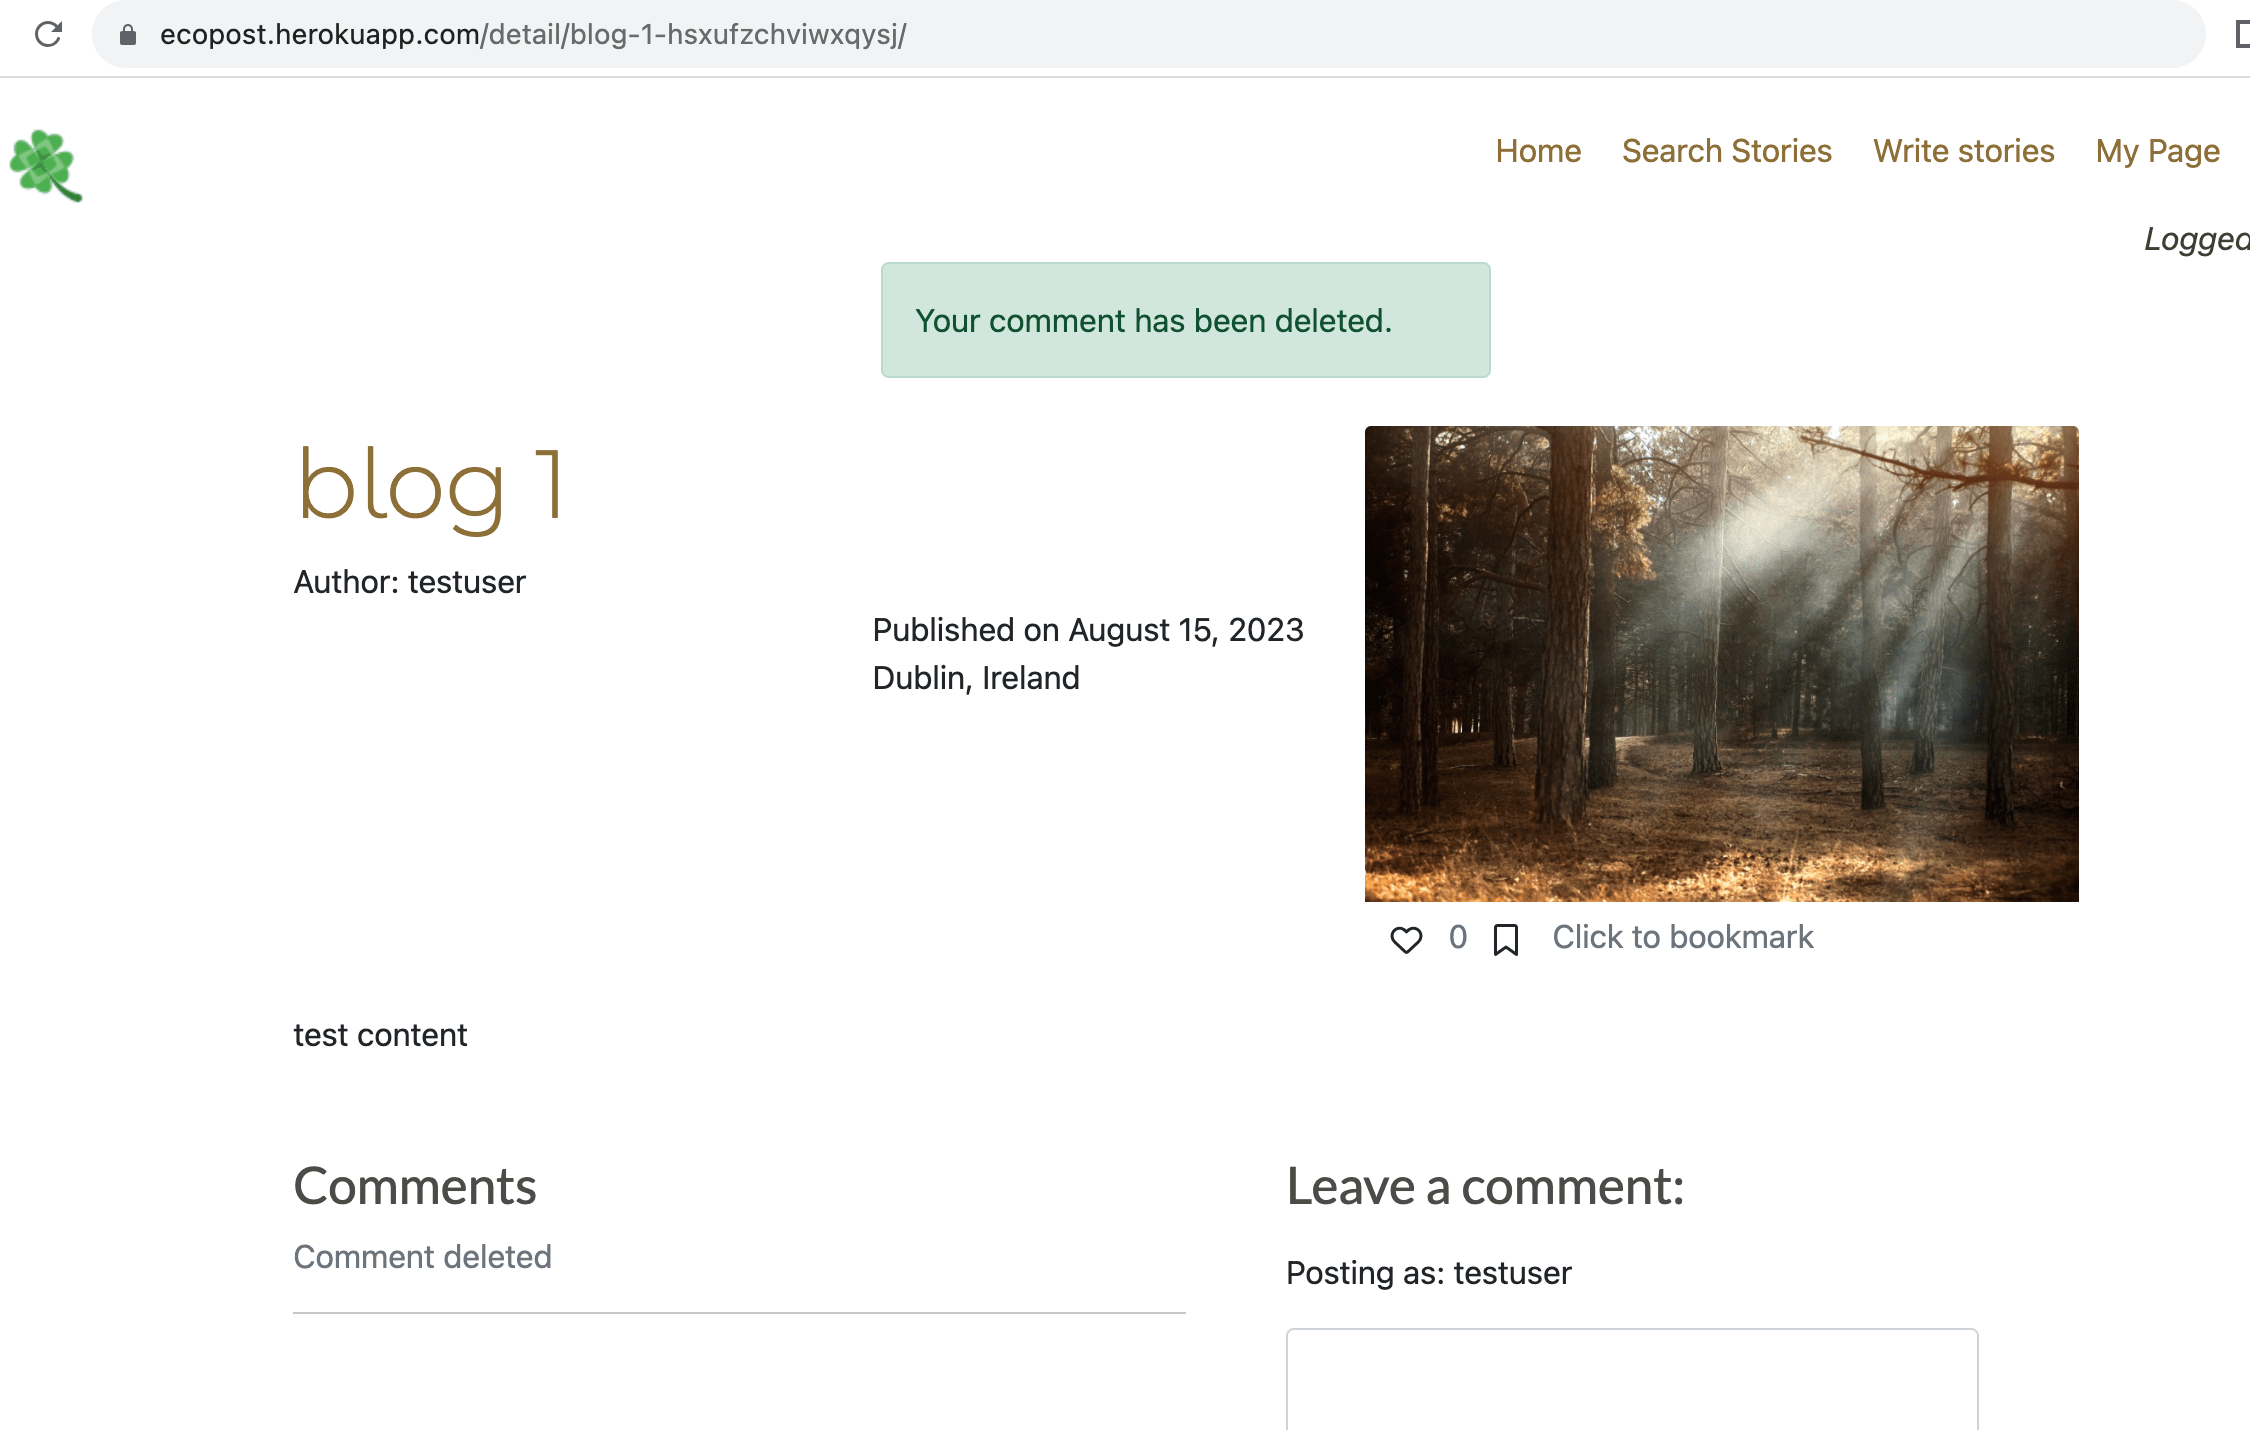 ecopost.herokuapp.com/detail/blog-1-hsxufzchviwxqysj/
Home Search Stories Write stories My Page
Logged
Your comment has been deleted.
blog 1
Author: testuser
Published on August 15, 2023
Dublin, Ireland
0 Click to bookmark
test content
Comments
Comment deleted
Leave a comment:
Posting as: testuser